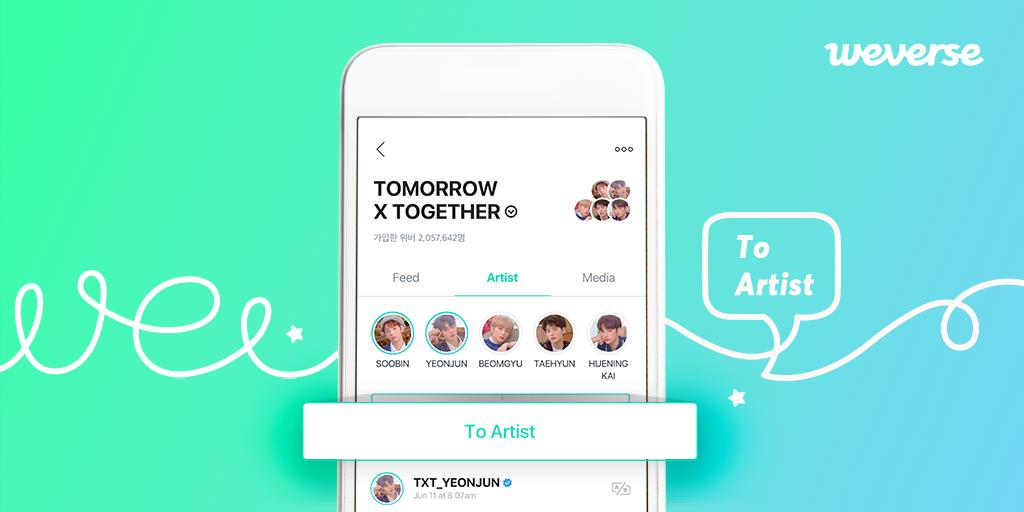 weverse
TOMORROW
X TOGETHER
가입한 위버 2,057,642명
Feed
Artist
Media
SOOBIN
YEONJUN
BEOMGYU
TAEHYUN
HUENING
KAI
To
Artist
To Artist
TXT_YEONJUN
Jun 11 at 8:07am